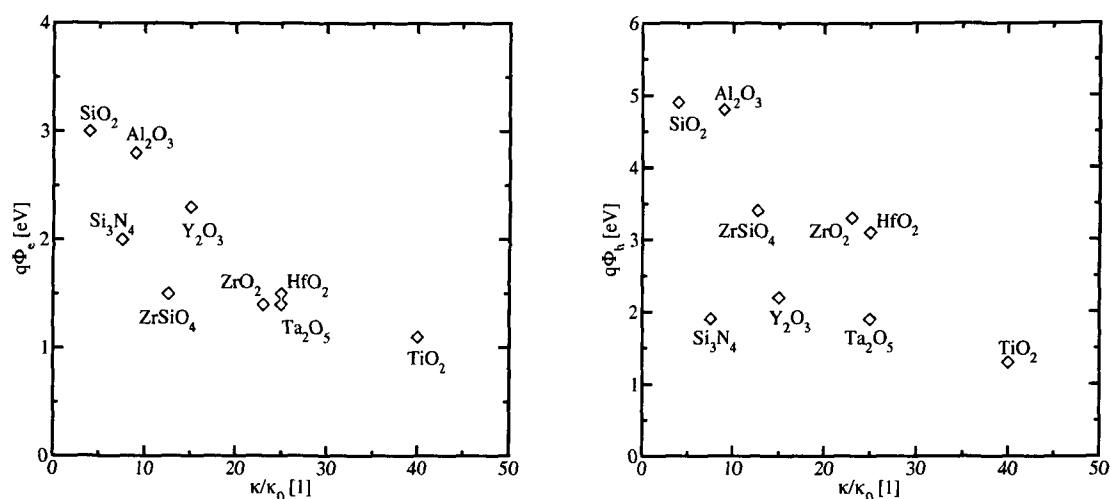 4
3
2
1
0
qΦe [eV]
SiO2
Al2O3
Si3N4
Y2O3
ZrSiO4
ZrO2
HfO2
Ta2O5
TiO2
0 10 20 30 40 50
κ/κ0 [1]
6
5
4
3
2
1
0
qΦh [eV]
SiO2
Al2O3
ZrSiO4
ZrO2
HfO2
Si3N4
Y2O3
Ta2O5
TiO2
0 10 20 30 40 50
κ/κ0 [1]